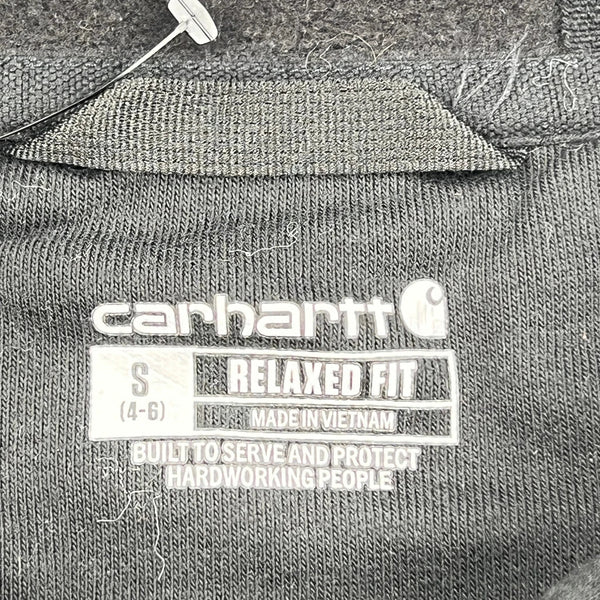 carhartt
S
(4-6)
RELAXED FIT
MADE IN VIETNAM
BUILT TO SERVE AND PROTECT
HARDWORKING PEOPLE